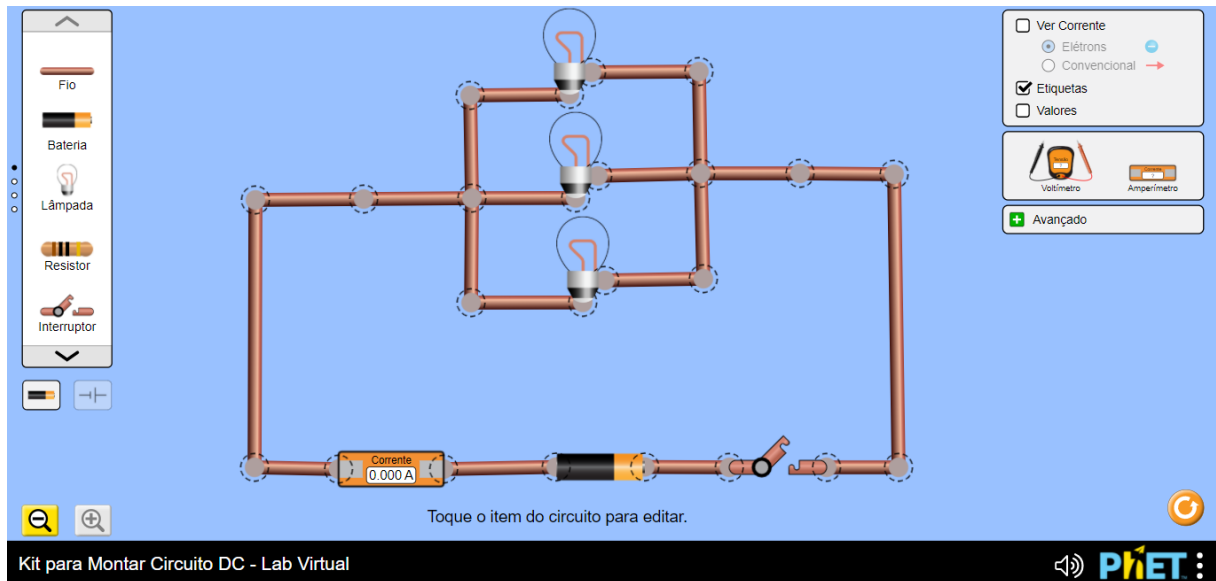 Fio
Bateria
Lâmpada
Resistor
Interruptor
Ver Corrente
Elétrons
Convencional
Etiquetas
Valores
Voltímetro
Corrente
Amperímetro
Avançado
Corrente
0.000 A
Toque o item do circuito para editar.
Kit para Montar Circuito DC - Lab Virtual
PhET